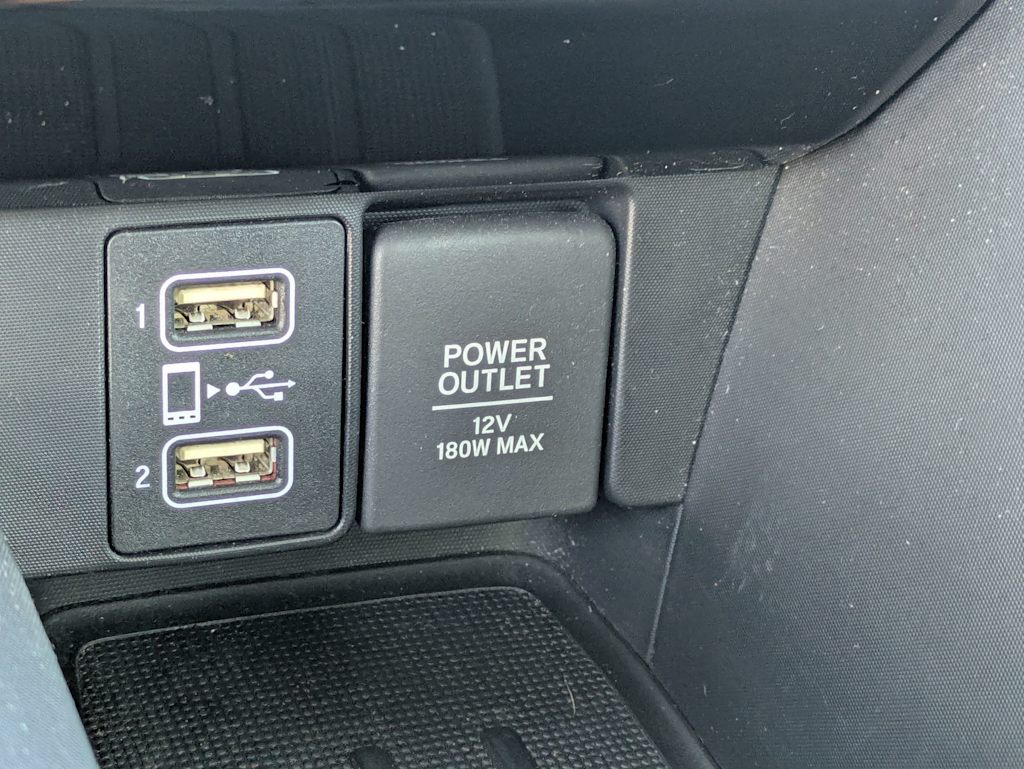 1
2
POWER
OUTLET
12V
180W MAX